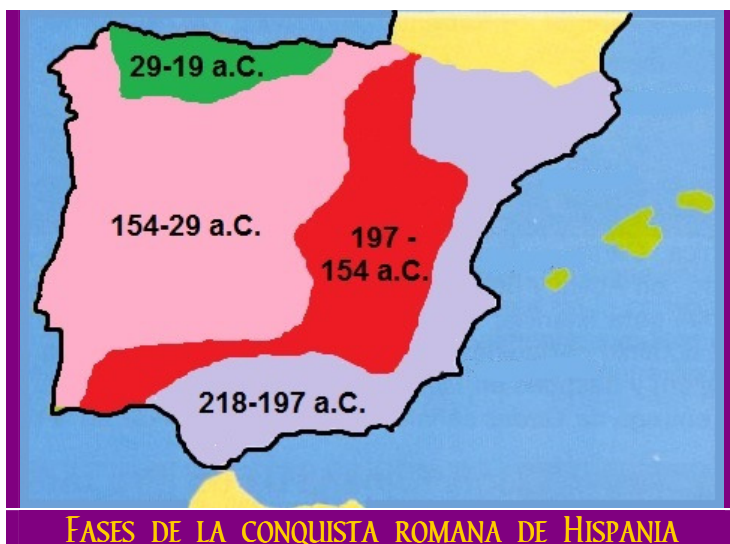 29-19 a.C.
154-29 a.C.
197 -
154 a.C.
218-197 a.C.
FASES DE LA CONQUISTA ROMANA DE HISPANIA